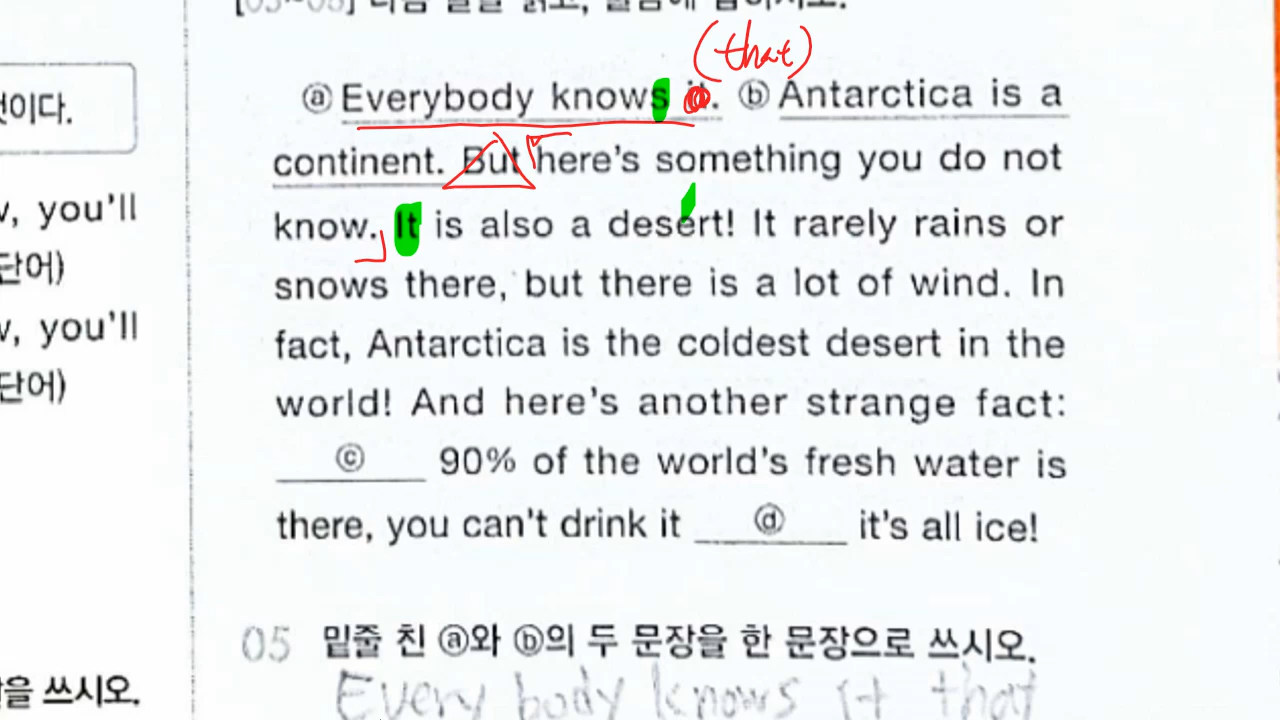 (that)
ⓐ Everybody knows it. ⓑ Antarctica is a
continent. But here's something you do not
know. It is also a desert! It rarely rains or
snows there, but there is a lot of wind. In
fact, Antarctica is the coldest desert in the
world! And here's another strange fact:
ⓒ 90% of the world's fresh water is
there, you can't drink it ⓓ it's all ice!
05 밑줄 친 ⓐ와 ⓑ의 두 문장을 한 문장으로 쓰시오.
Every body knows it that
것이다.
you'll
단어)
you'll
단어)
을 쓰시오.